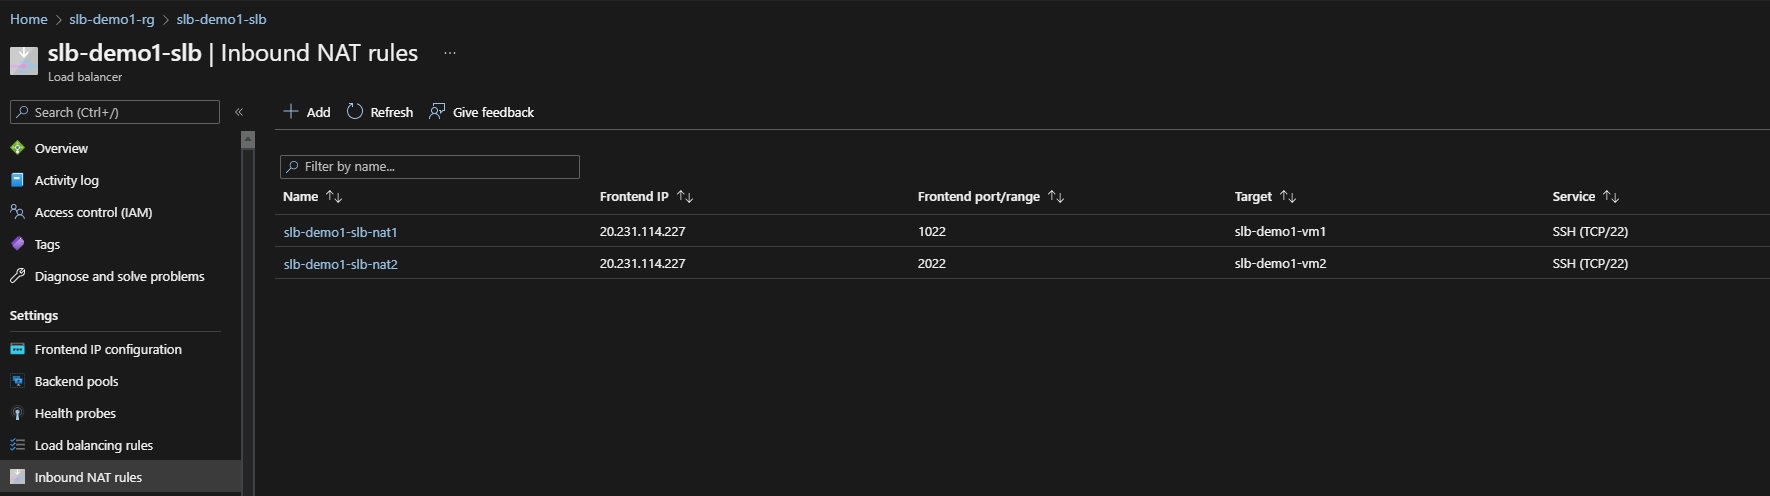 Home > slb-demo1-rg > slb-demo1-slb
slb-demo1-slb | Inbound NAT rules ...
Load balancer
Search (Ctrl+/) «
Add Refresh Give feedback
Overview
Activity log
Access control (IAM)
Tags
Diagnose and solve problems
Settings
Frontend IP configuration
Backend pools
Health probes
Load balancing rules
Inbound NAT rules
Filter by name...
Name ↑↓ Frontend IP ↑↓ Frontend port/range ↑↓ Target ↑↓ Service ↑↓
slb-demo1-slb-nat1 20.231.114.227 1022 slb-demo1-vm1 SSH (TCP/22)
slb-demo1-slb-nat2 20.231.114.227 2022 slb-demo1-vm2 SSH (TCP/22)